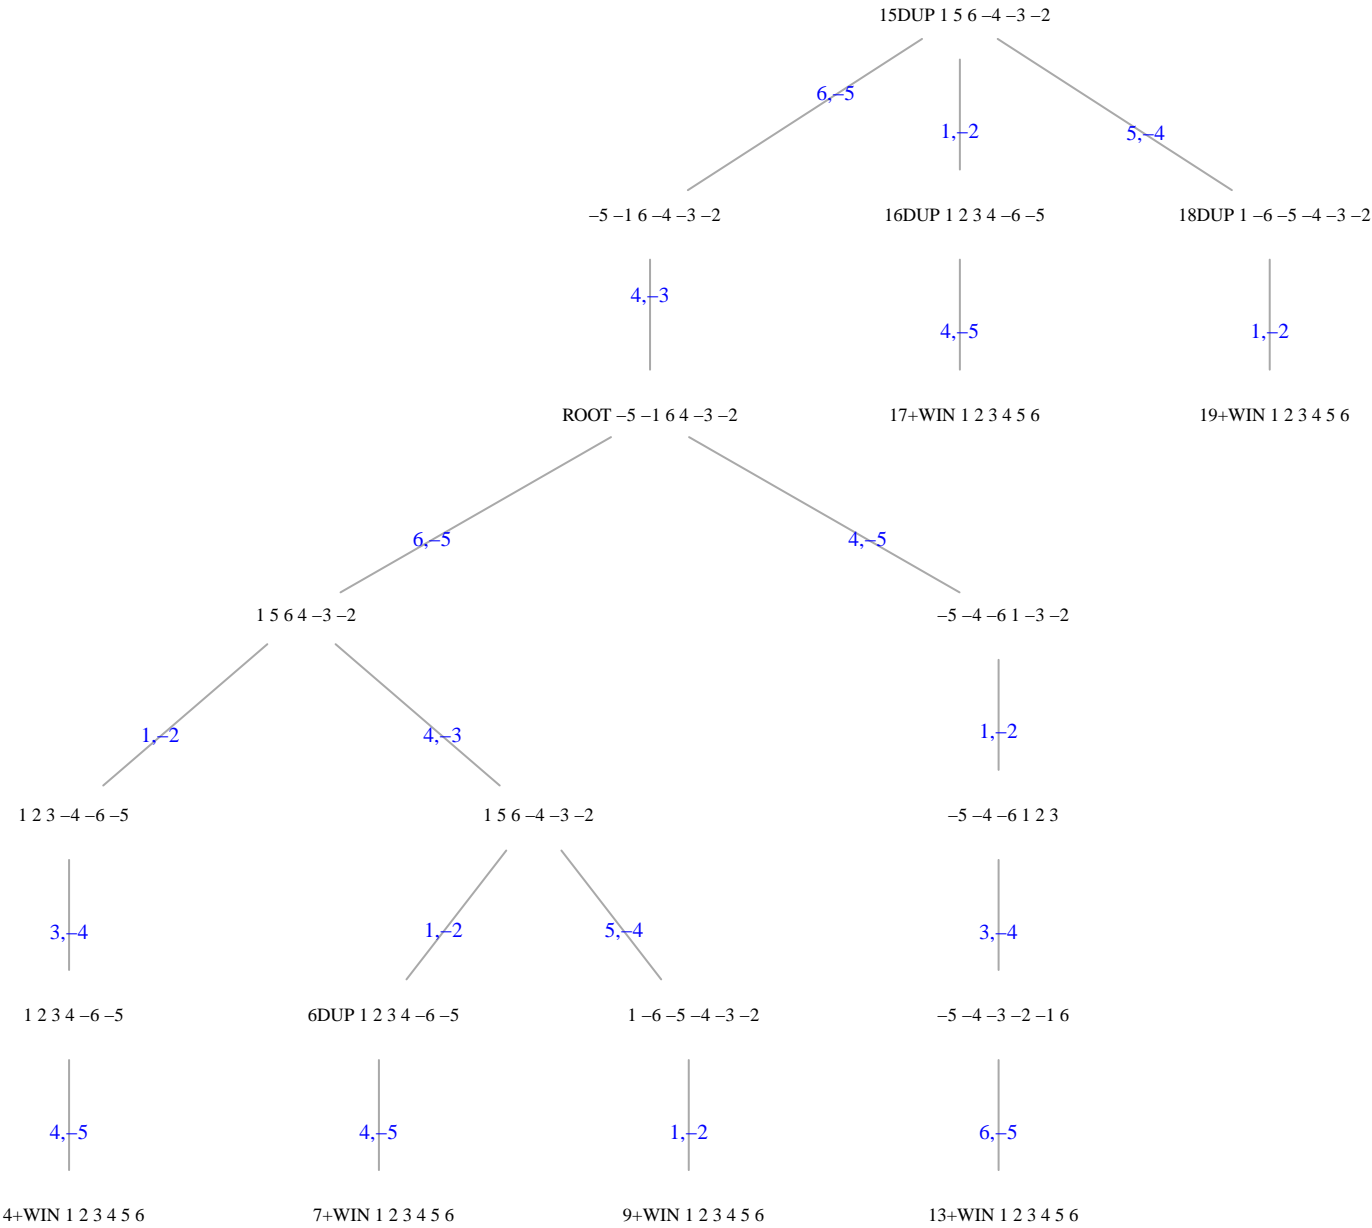 15DUP 1 5 6 –4 –3 –2
6,–5
1,–2
5,–4
–5 –1 6 –4 –3 –2
16DUP 1 2 3 4 –6 –5
18DUP 1 –6 –5 –4 –3 –2
4,–3
4,–5
1,–2
ROOT –5 –1 6 4 –3 –2
17+WIN 1 2 3 4 5 6
19+WIN 1 2 3 4 5 6
6,–5
4,–5
1 5 6 4 –3 –2
–5 –4 –6 1 –3 –2
1,–2
4,–3
1,–2
1 2 3 –4 –6 –5
1 5 6 –4 –3 –2
–5 –4 –6 1 2 3
3,–4
1,–2
5,–4
3,–4
1 2 3 4 –6 –5
6DUP 1 2 3 4 –6 –5
1 –6 –5 –4 –3 –2
–5 –4 –3 –2 –1 6
4,–5
4,–5
1,–2
6,–5
4+WIN 1 2 3 4 5 6
7+WIN 1 2 3 4 5 6
9+WIN 1 2 3 4 5 6
13+WIN 1 2 3 4 5 6